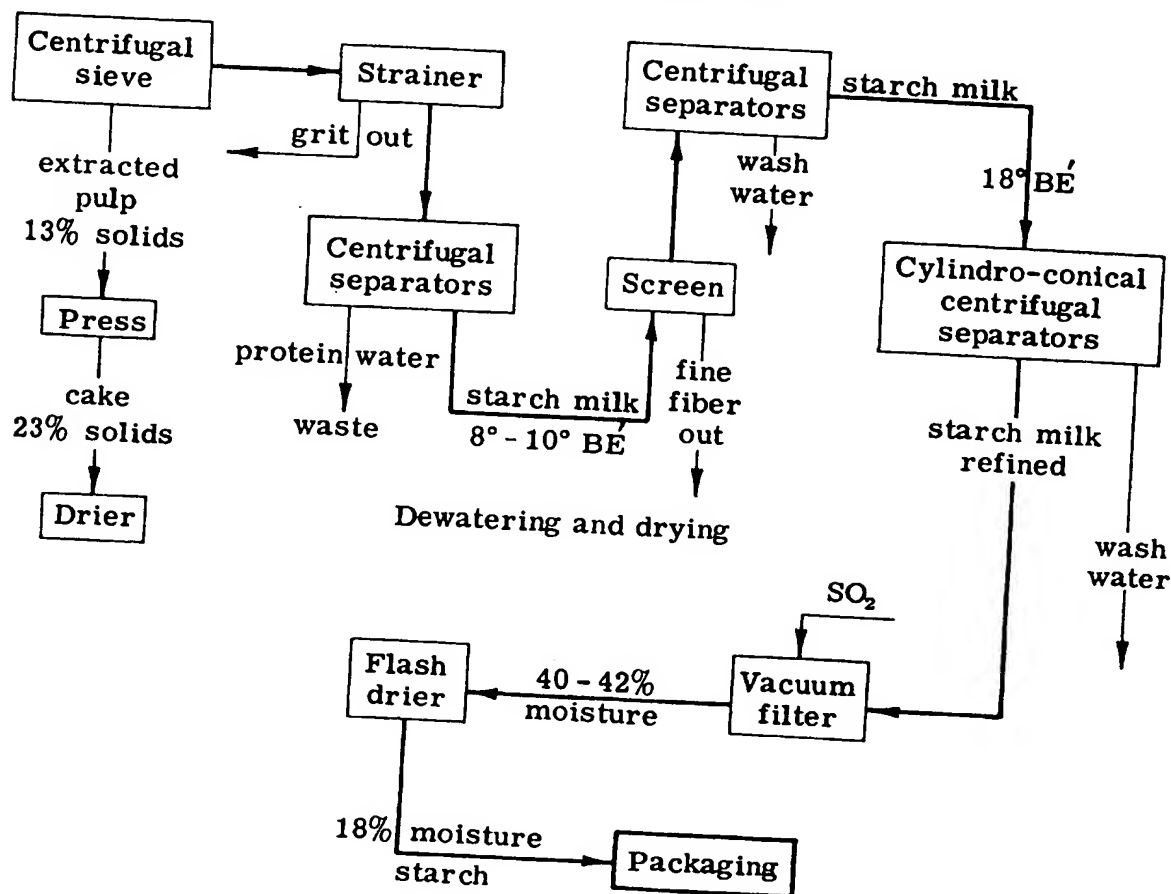 Centrifugal
sieve
Strainer
grit out
extracted
pulp
13% solids
Press
cake
23% solids
Drier
Centrifugal
separators
protein water
waste
starch milk
8° - 10° BÉ
Screen
fine
fiber
out
Centrifugal
separators
wash
water
starch milk
18° BÉ
Cylindro-conical
centrifugal
separators
starch milk
refined
wash
water
Dewatering and drying
SO₂
Vacuum
filter
40 - 42%
moisture
Flash
drier
18% moisture
starch
Packaging